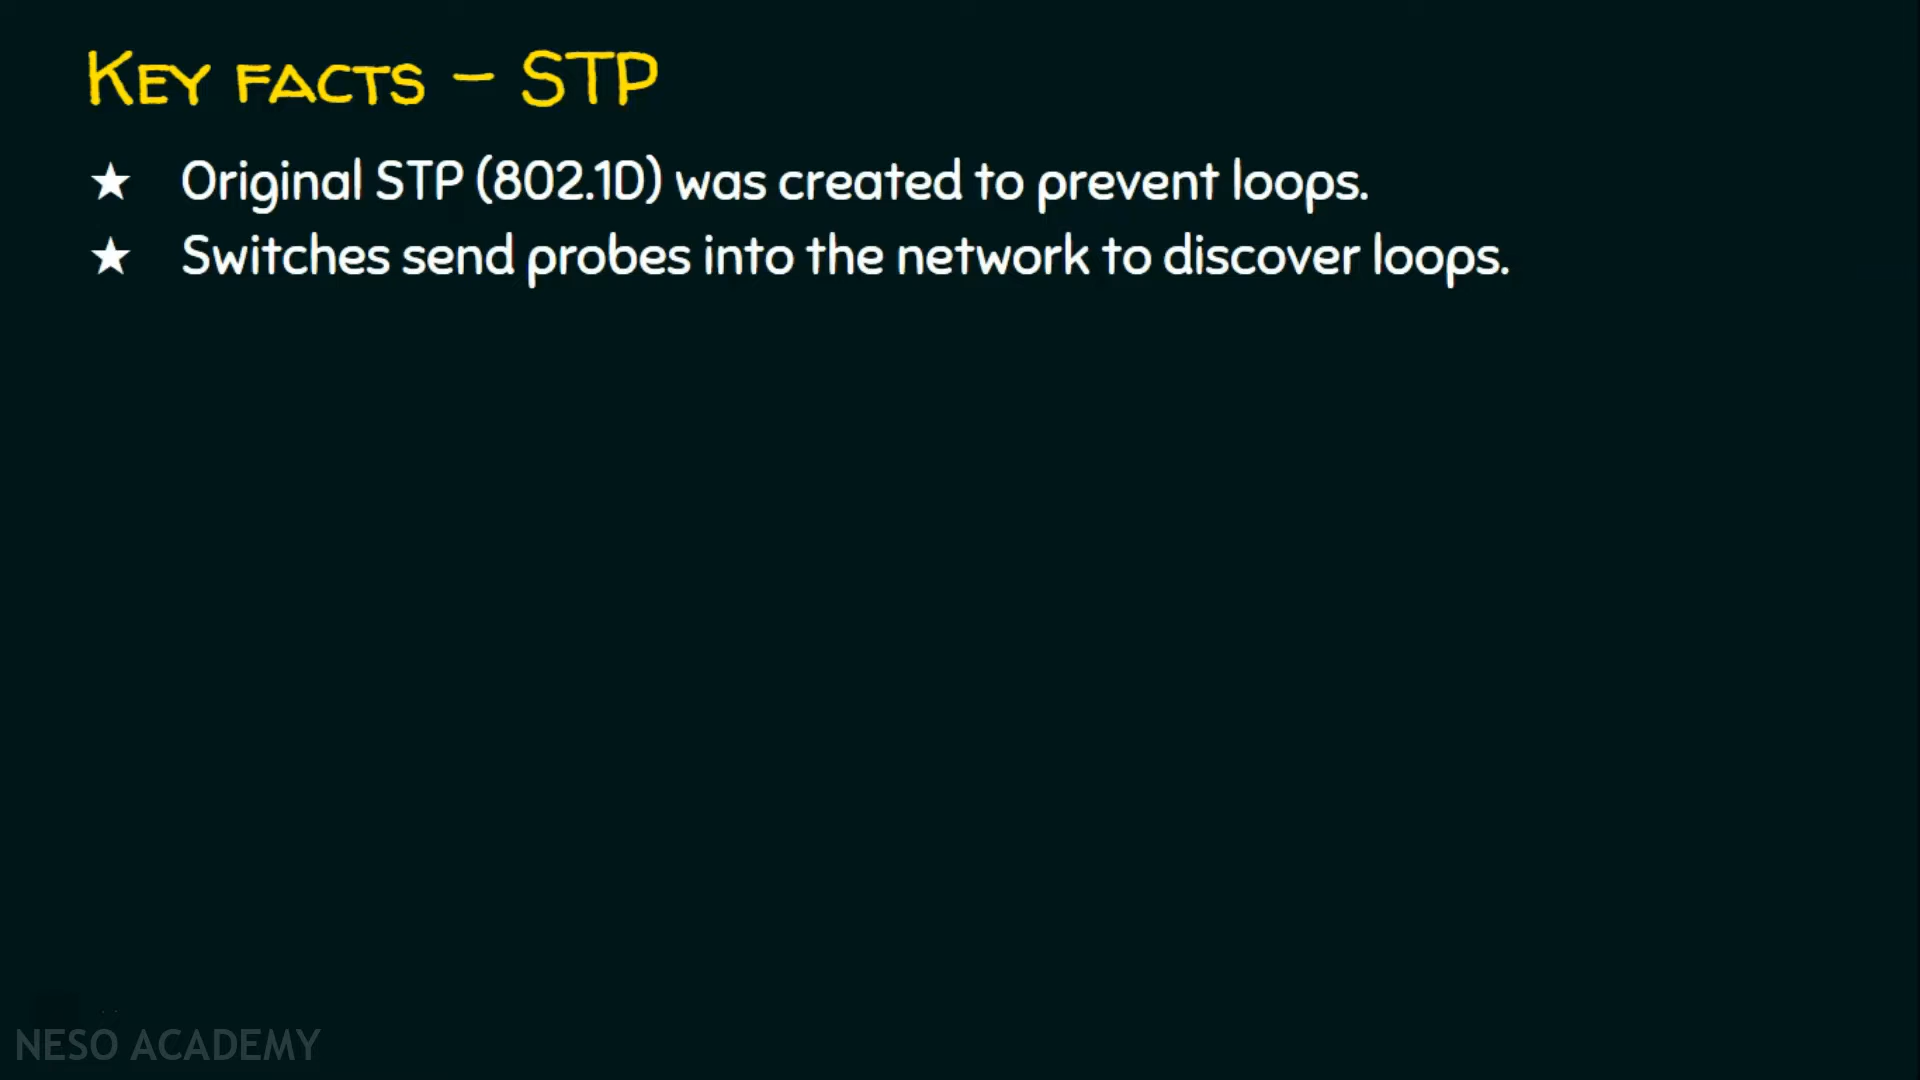 Key facts – STP
★ Original STP (802.1D) was created to prevent loops.
★ Switches send probes into the network to discover loops.
NESO ACADEMY